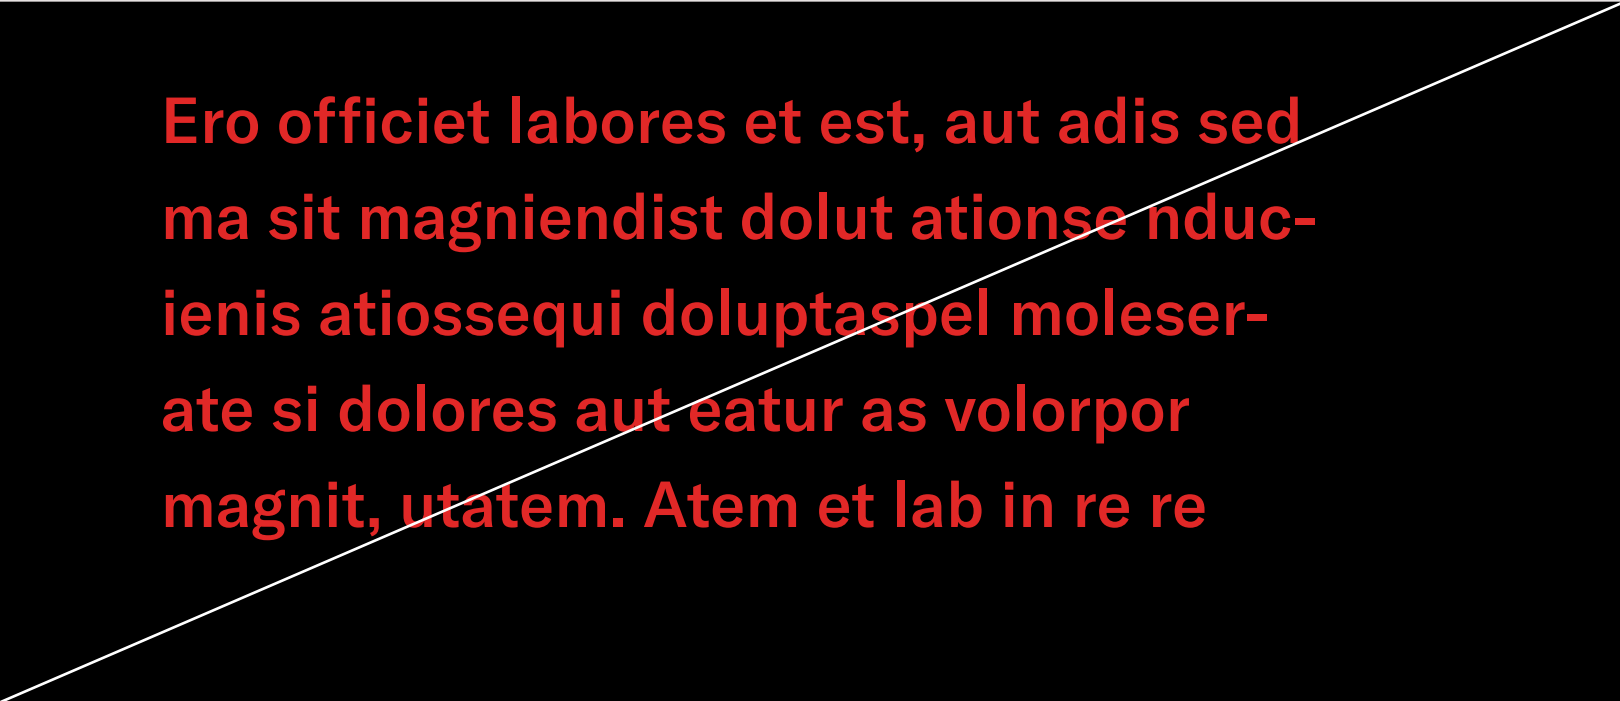 Ero officiet labores et est, aut adis sed
ma sit magniendist dolut ationse nduc-
ienis atiossequi doluptaspel moleser-
ate si dolores aut eatur as volorpor
magnit, utatem. Atem et lab in re re